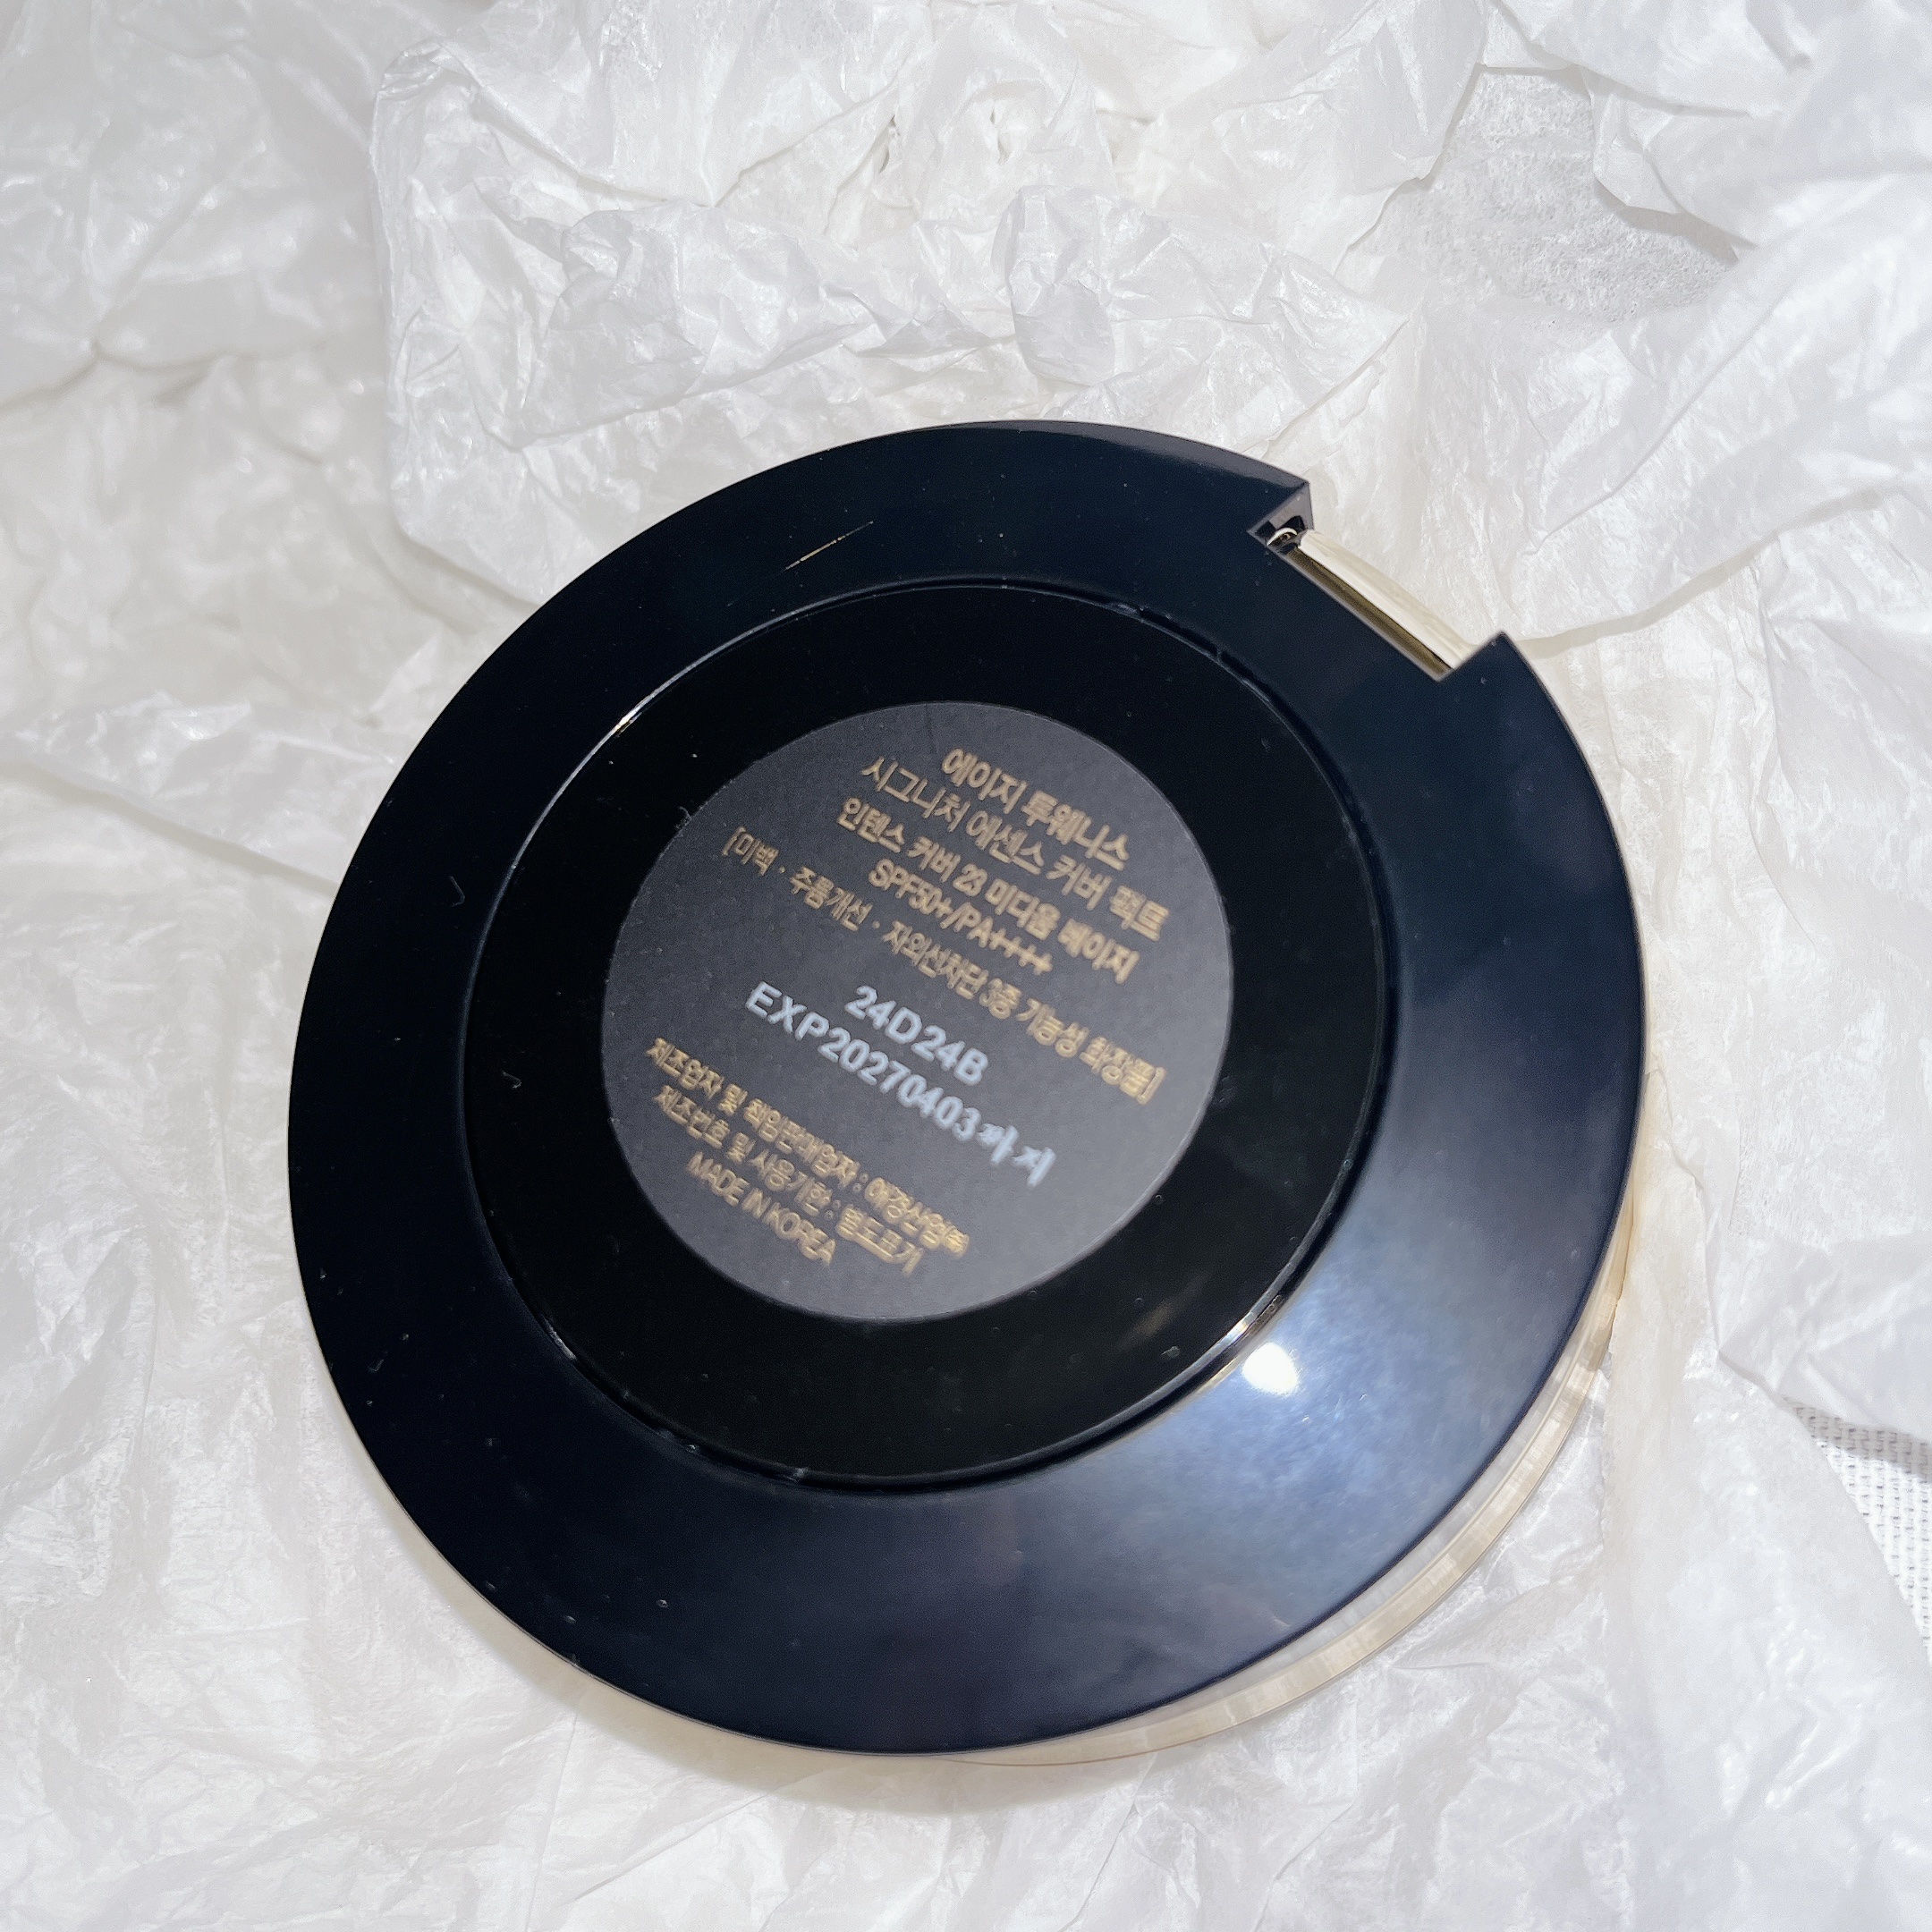 에이지 투웨니스
시그니처 에센스 커버 팩트
인텐스 커버 23 미디움 베이지
SPF50+/PA++++
[미백 · 주름개선 · 자외선차단 3중 기능성 화장품]
24D24B
EXP20270403까지
제조업자 및 책임판매업자 : 애경산업㈜
제조번호 및 사용기한 : 별도표기
MADE IN KOREA